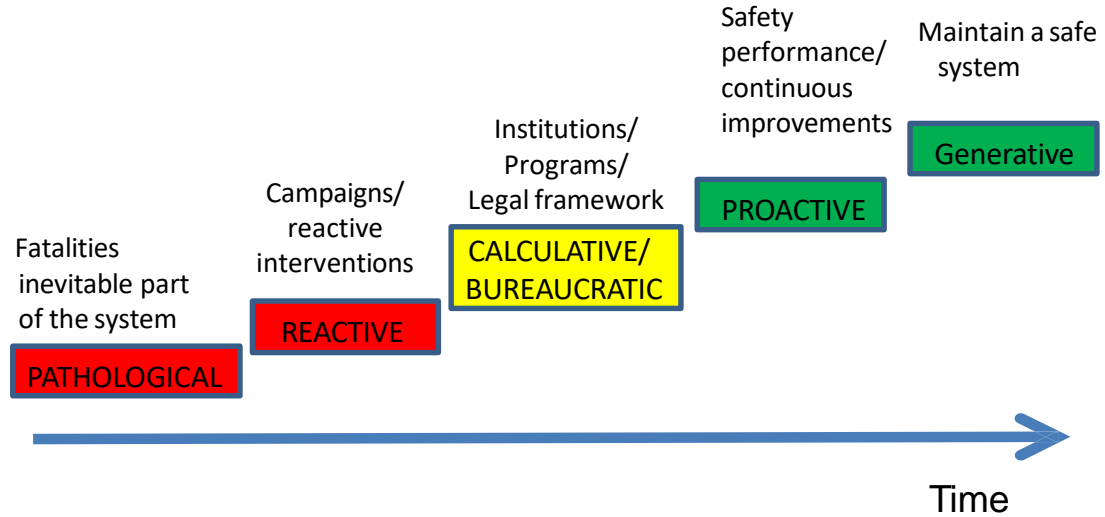 Fatalities
inevitable part
of the system
PATHOLOGICAL
Campaigns/
reactive
interventions
REACTIVE
Institutions/
Programs/
Legal framework
CALCULATIVE/
BUREAUCRATIC
Safety
performance/
continuous
improvements
PROACTIVE
Maintain a safe
system
Generative
Time